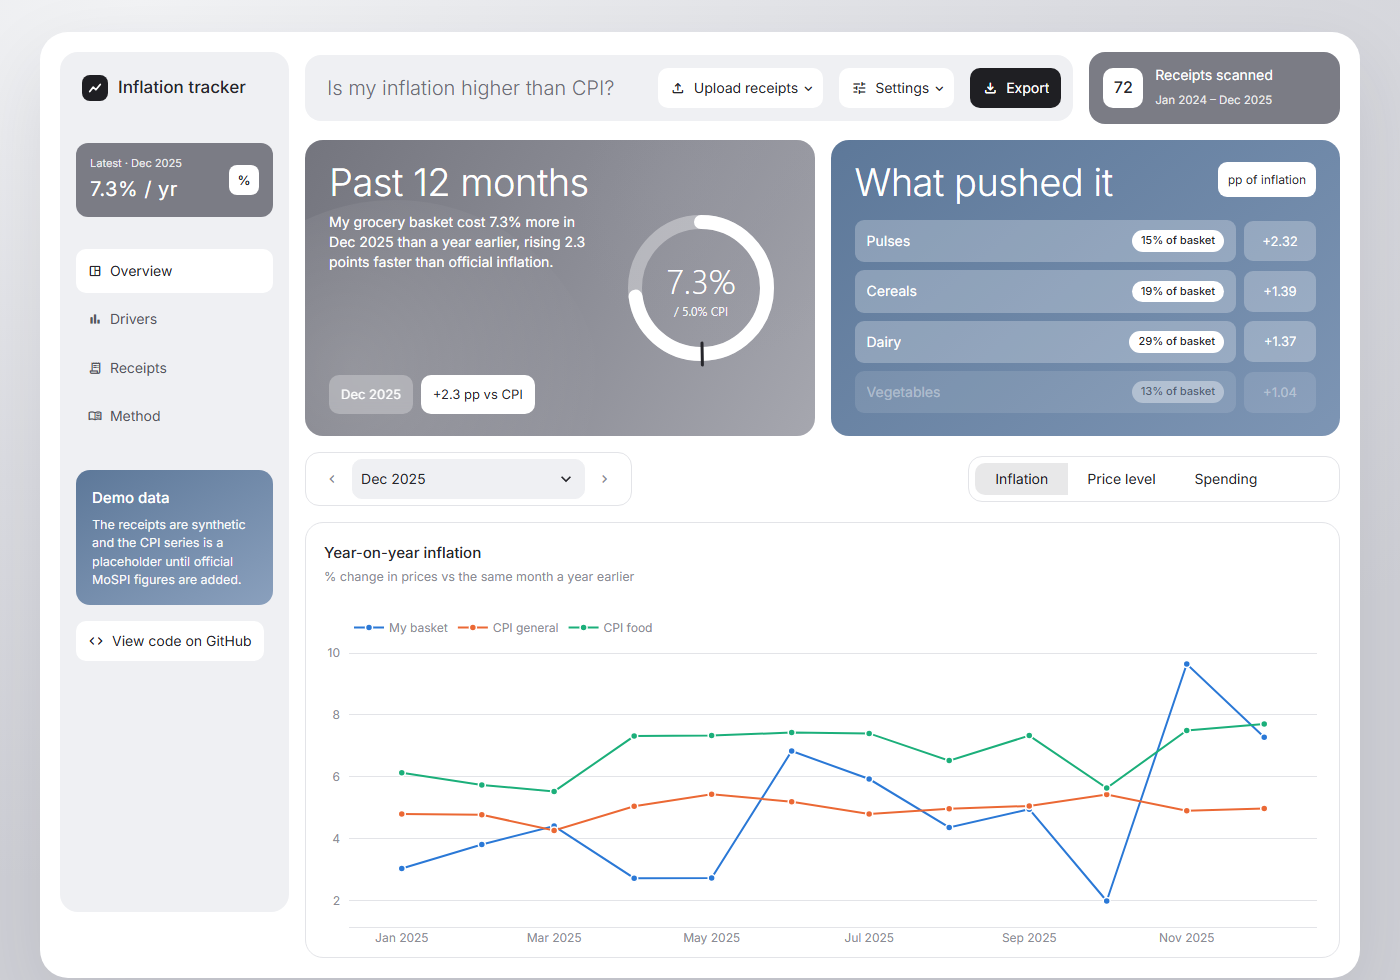 Inflation tracker
Is my inflation higher than CPI?
Upload receipts
Settings
Export
72
Receipts scanned
Jan 2024 – Dec 2025
Latest · Dec 2025
7.3% / yr
%
Overview
Drivers
Receipts
Method
Demo data
The receipts are synthetic
and the CPI series is a
placeholder until official
MoSPI figures are added.
View code on GitHub
Past 12 months
My grocery basket cost 7.3% more in
Dec 2025 than a year earlier, rising 2.3
points faster than official inflation.
7.3%
/ 5.0% CPI
Dec 2025
+2.3 pp vs CPI
What pushed it
pp of inflation
Pulses
15% of basket
+2.32
Cereals
19% of basket
+1.39
Dairy
29% of basket
+1.37
Vegetables
13% of basket
+1.04
Dec 2025
Inflation
Price level
Spending
Year-on-year inflation
% change in prices vs the same month a year earlier
My basket
CPI general
CPI food
10
8
6
4
2
Jan 2025
Mar 2025
May 2025
Jul 2025
Sep 2025
Nov 2025